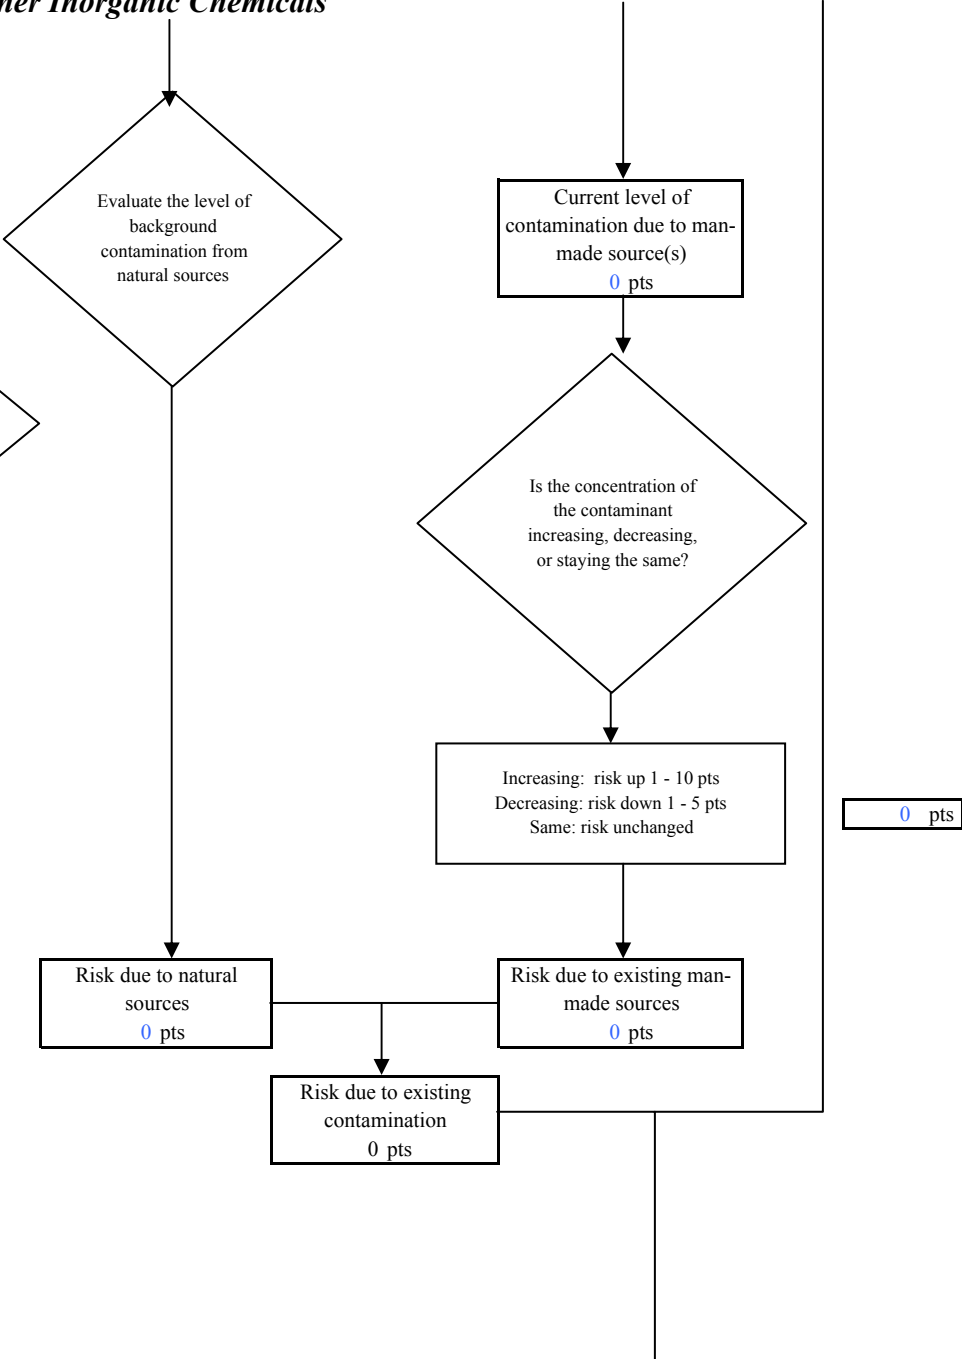 Inorganic Chemicals
Evaluate the level of
background
contamination from
natural sources
Current level of
contamination due to man-
made source(s)
0 pts
Is the concentration of
the contaminant
increasing, decreasing,
or staying the same?
Increasing: risk up 1 - 10 pts
Decreasing: risk down 1 - 5 pts
Same: risk unchanged
0 pts
Risk due to natural
sources
0 pts
Risk due to existing man-
made sources
0 pts
Risk due to existing
contamination
0 pts